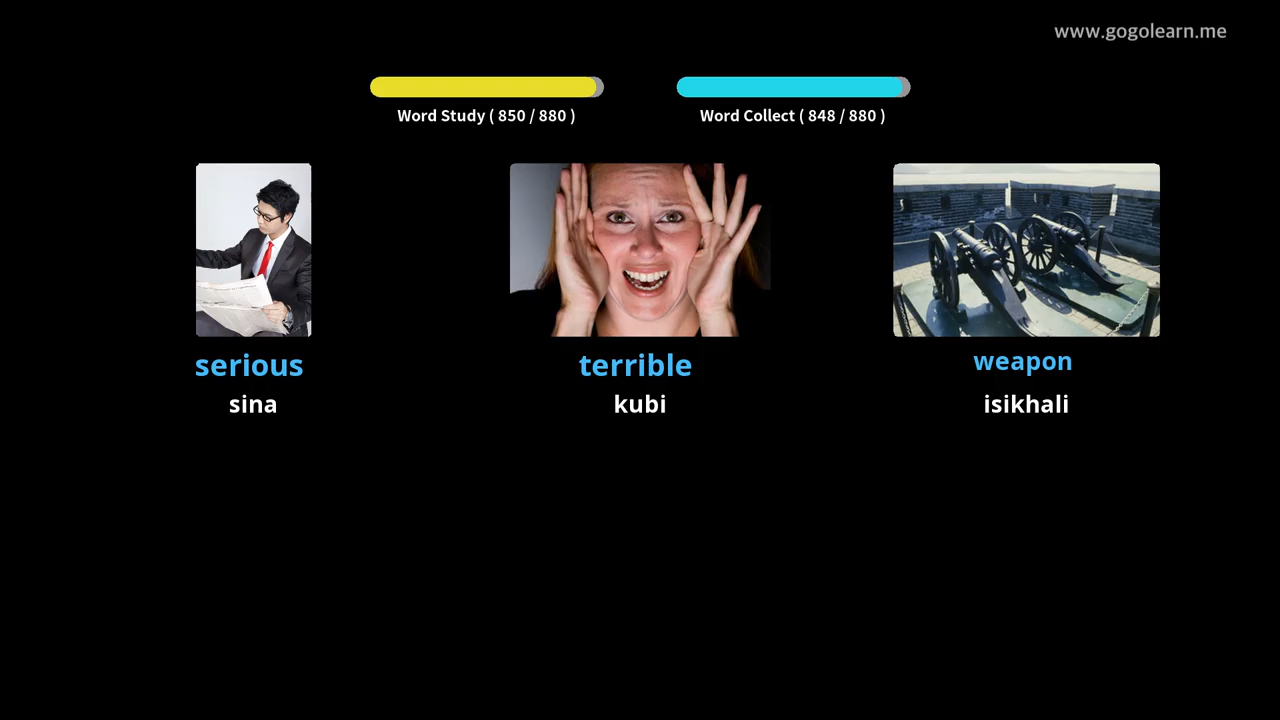 www.gogolearn.me
Word Study ( 850 / 880 )
Word Collect ( 848 / 880 )
serious
sina
terrible
kubi
weapon
isikhali